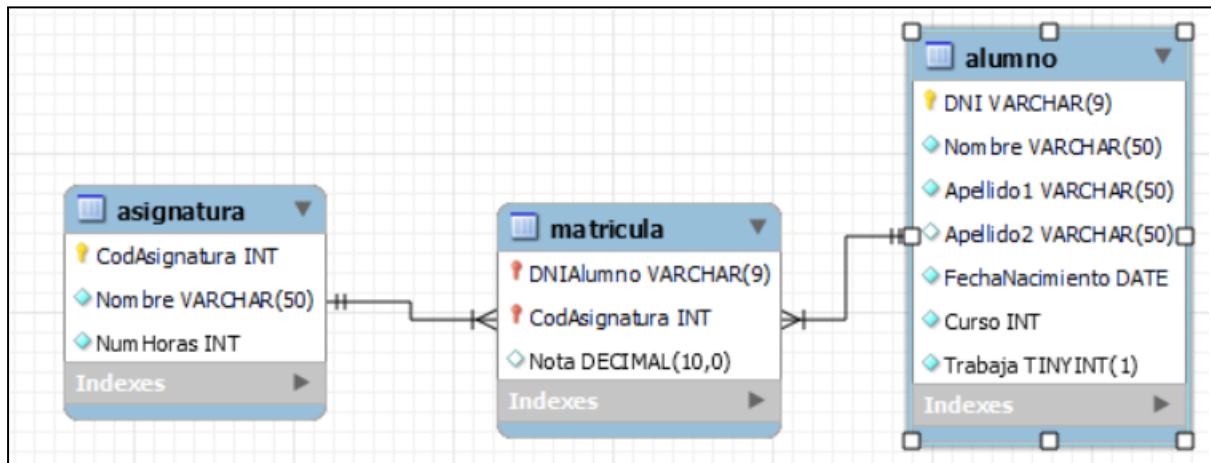 asignatura
CodAsignatura INT
Nombre VARCHAR(50)
NumHoras INT
Indexes
matricula
DNIAlumno VARCHAR(9)
CodAsignatura INT
Nota DECIMAL(10,0)
Indexes
alumno
DNI VARCHAR(9)
Nombre VARCHAR(50)
Apellido1 VARCHAR(50)
Apellido2 VARCHAR(50)
FechaNacimiento DATE
Curso INT
Trabaja TINYINT(1)
Indexes